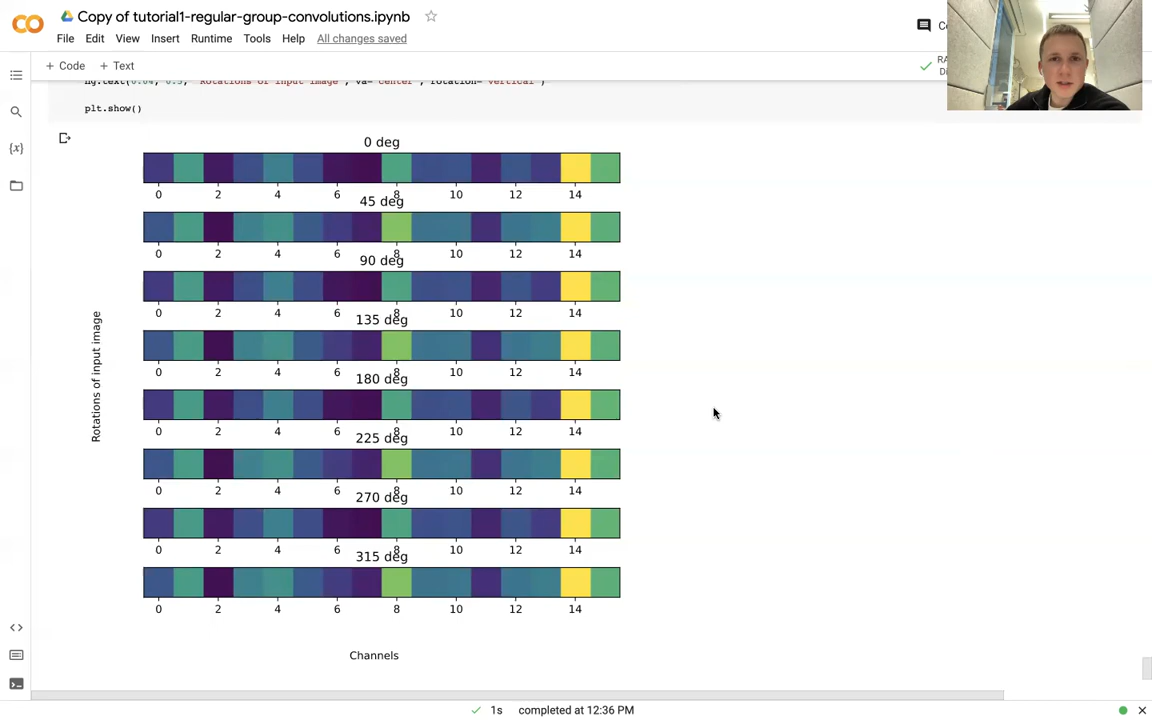 Copy of tutorial1-regular-group-convolutions.ipynb
File Edit View Insert Runtime Tools Help All changes saved
+ Code + Text
plt.show()
0 deg
0 2 4 6 8 10 12 14
45 deg
0 2 4 6 8 10 12 14
90 deg
0 2 4 6 8 10 12 14
135 deg
0 2 4 6 8 10 12 14
180 deg
0 2 4 6 8 10 12 14
225 deg
0 2 4 6 8 10 12 14
270 deg
0 2 4 6 8 10 12 14
315 deg
0 2 4 6 8 10 12 14
Rotations of input image
Channels
1s completed at 12:36 PM